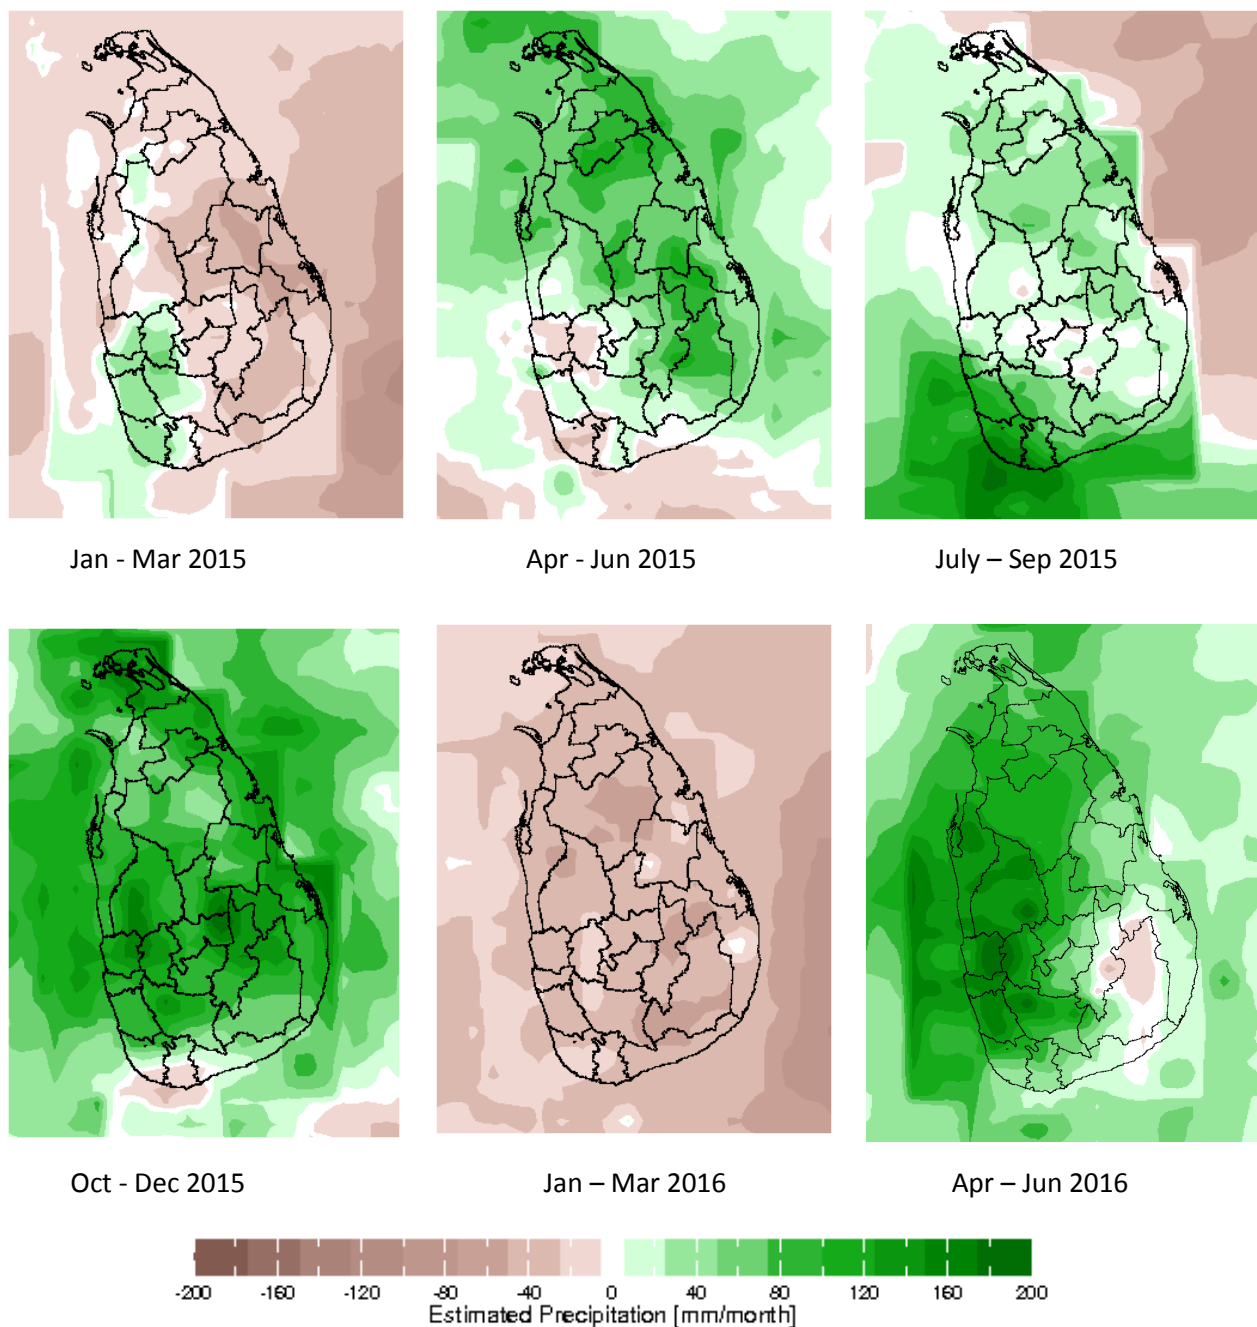 Jan - Mar 2015 Apr - Jun 2015 July – Sep 2015
Oct - Dec 2015 Jan – Mar 2016 Apr – Jun 2016
-200 -160 -120 -80 -40 0 40 80 120 160 200
Estimated Precipitation [mm/month]